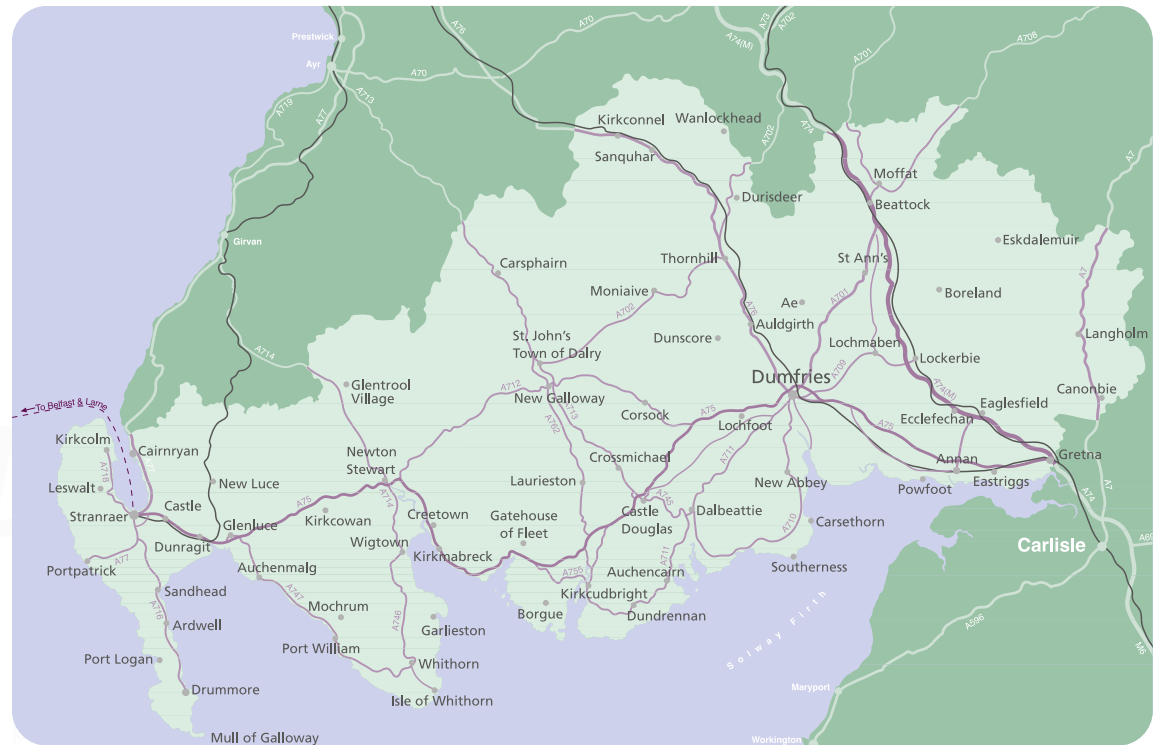 Prestwick
Ayr
A76
A70
A73
A702
A74(M)
A701
A708
A70
A719
A77
A713
A74
A7
Kirkconnel
Wanlockhead
A702
Sanquhar
Moffat
Durisdeer
Beattock
Girvan
Eskdalemuir
Carsphairn
Thornhill
St Ann's
A7
Moniaive
Ae
Boreland
A702
A76
A701
Auldgirth
St. John's
Town of Dalry
Dunscore
Lochmaben
Langholm
A714
Lockerbie
A709
Glentrool
Village
A712
Dumfries
A74(M)
Canonbie
To Belfast & Larne
New Galloway
A713
Corsock
A75
Eaglesfield
Ecclefechan
A762
Lochfoot
A75
Kirkcolm
Cairnryan
Newton
Stewart
Crossmichael
A711
Annan
Gretna
A718
Leswalt
New Luce
A714
Laurieston
New Abbey
Powfoot
Eastriggs
A74
A7
Stranraer
Castle
A75
Kirkcowan
Creetown
Gatehouse
of Fleet
A745
Castle
Douglas
Dalbeattie
A710
Carsethorn
Glenluce
Dunragit
Wigtown
Kirkmabreck
A711
Carlisle
A69
A77
Portpatrick
Auchenmalg
A755
Auchencairn
Southerness
Sandhead
A747
Kirkcudbright
A716
Mochrum
A746
Borgue
Dundrennan
Solway Firth
A596
Ardwell
Garlieston
Port William
M6
Port Logan
Whithorn
Drummore
Isle of Whithorn
Maryport
Mull of Galloway
Workington